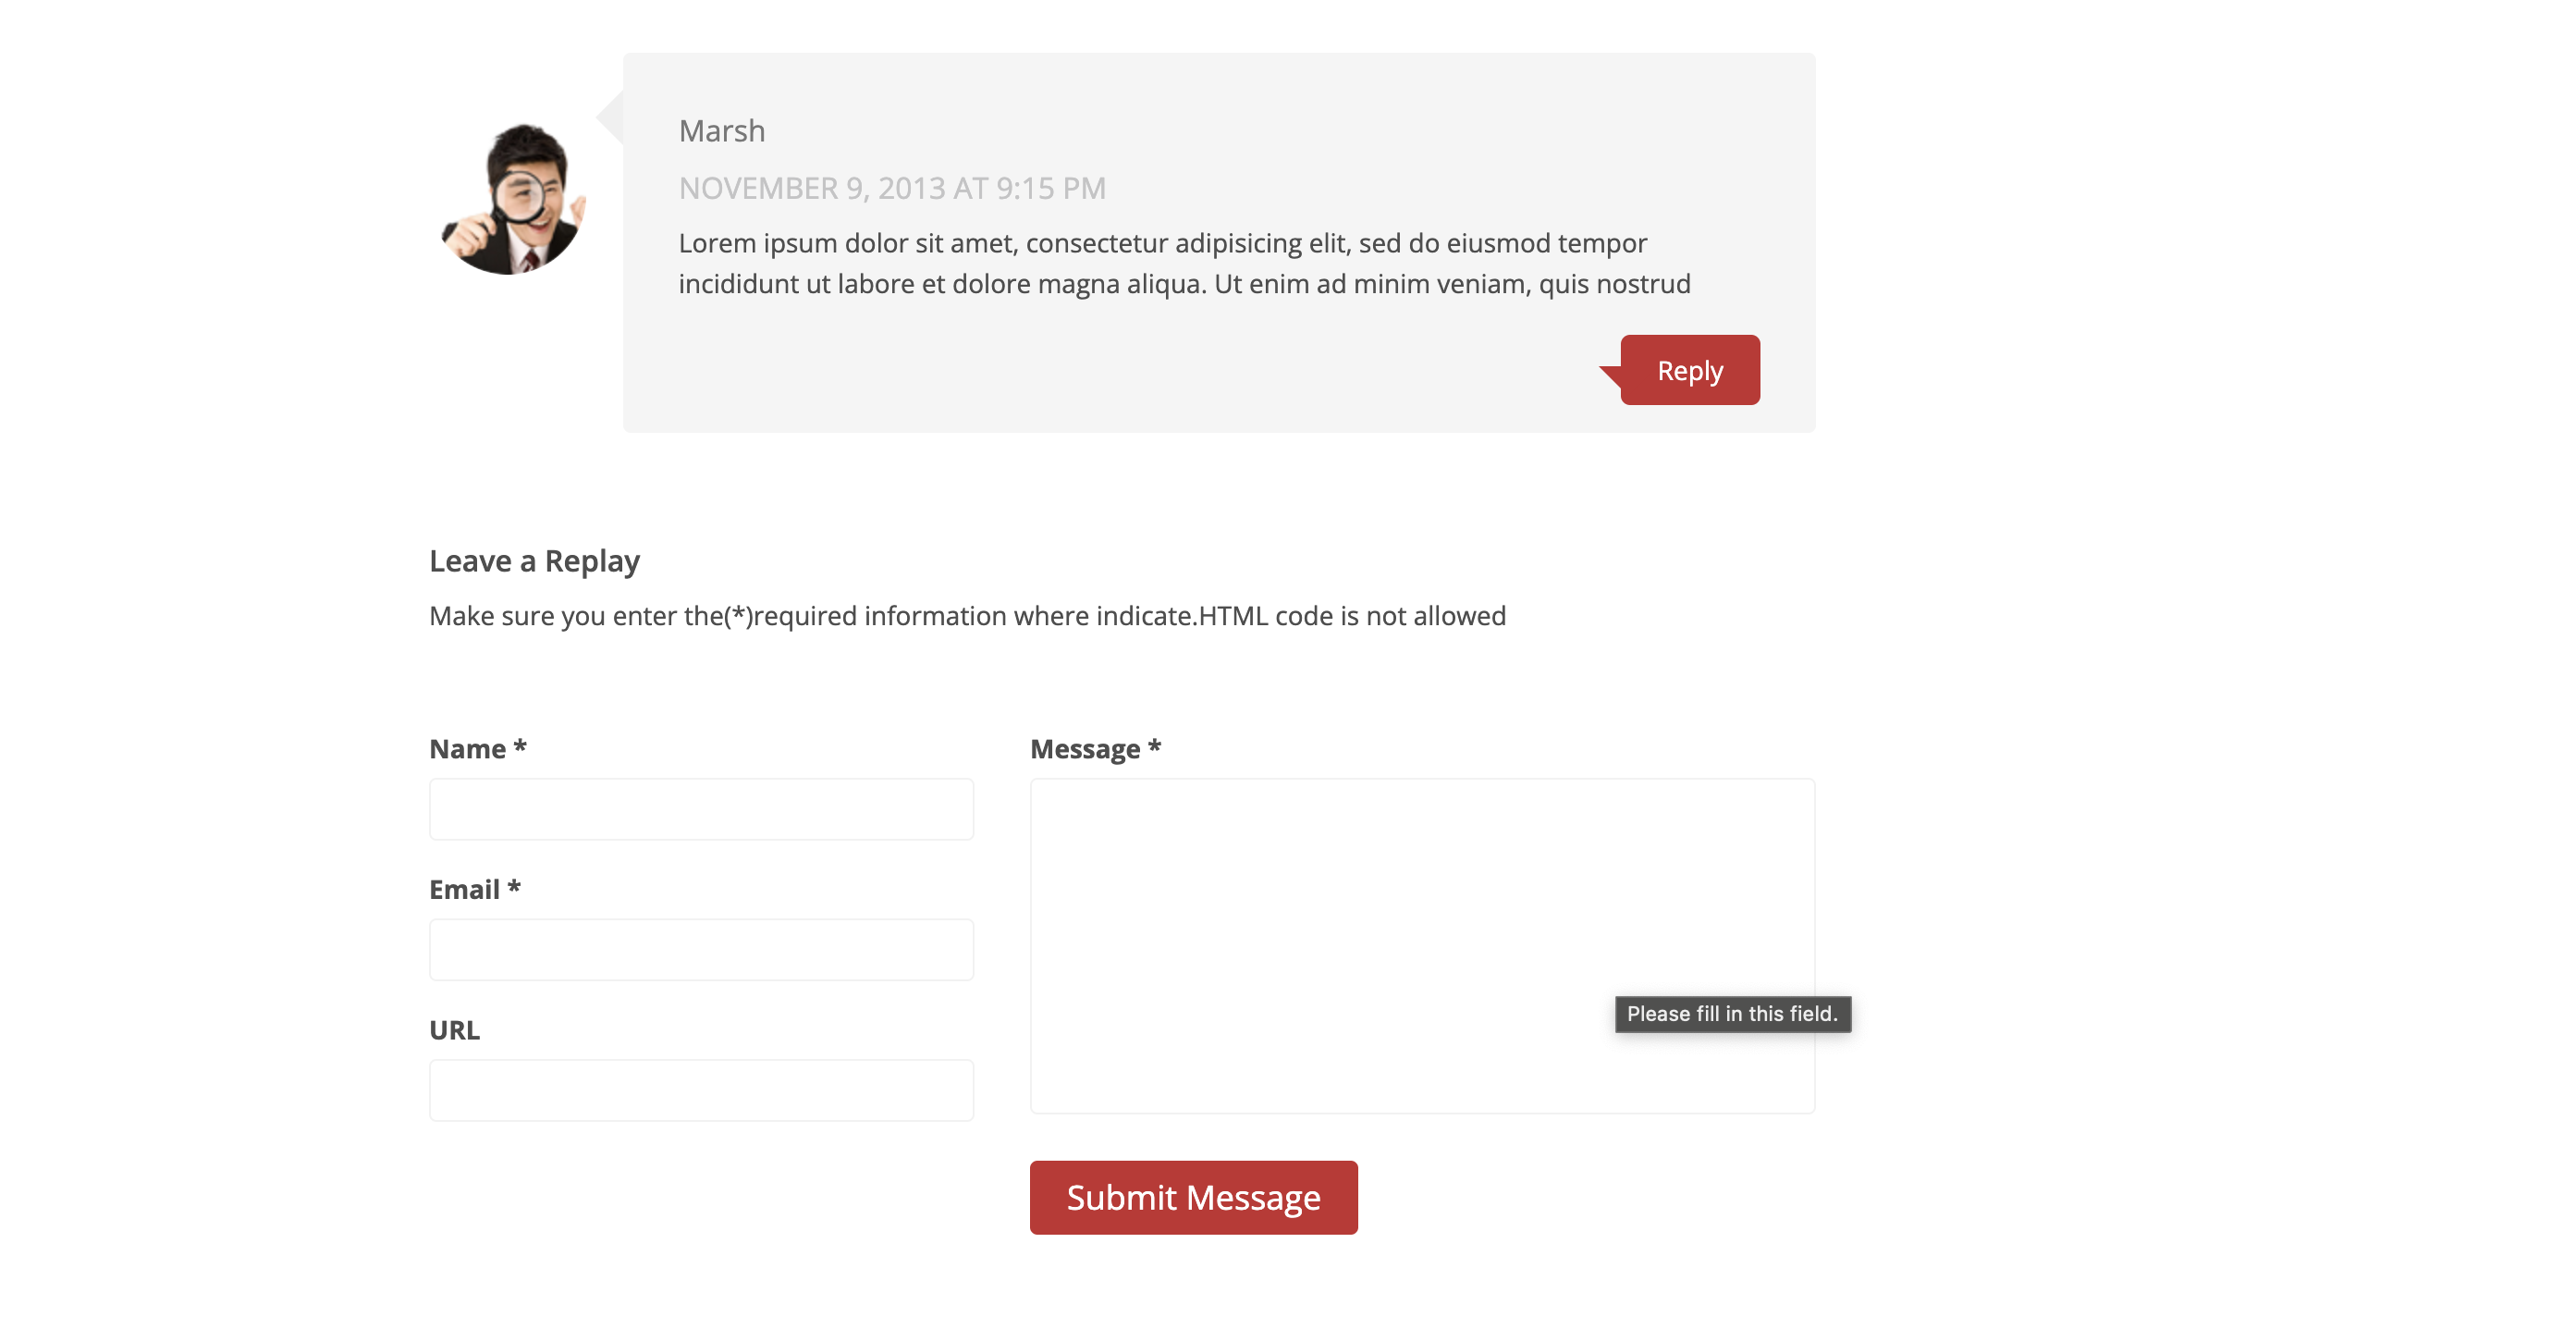 Marsh
NOVEMBER 9, 2013 AT 9:15 PM
Lorem ipsum dolor sit amet, consectetur adipisicing elit, sed do eiusmod tempor
incididunt ut labore et dolore magna aliqua. Ut enim ad minim veniam, quis nostrud
Reply
Leave a Replay
Make sure you enter the(*)required information where indicate.HTML code is not allowed
Name *
Email *
URL
Message *
Please fill in this field.
Submit Message